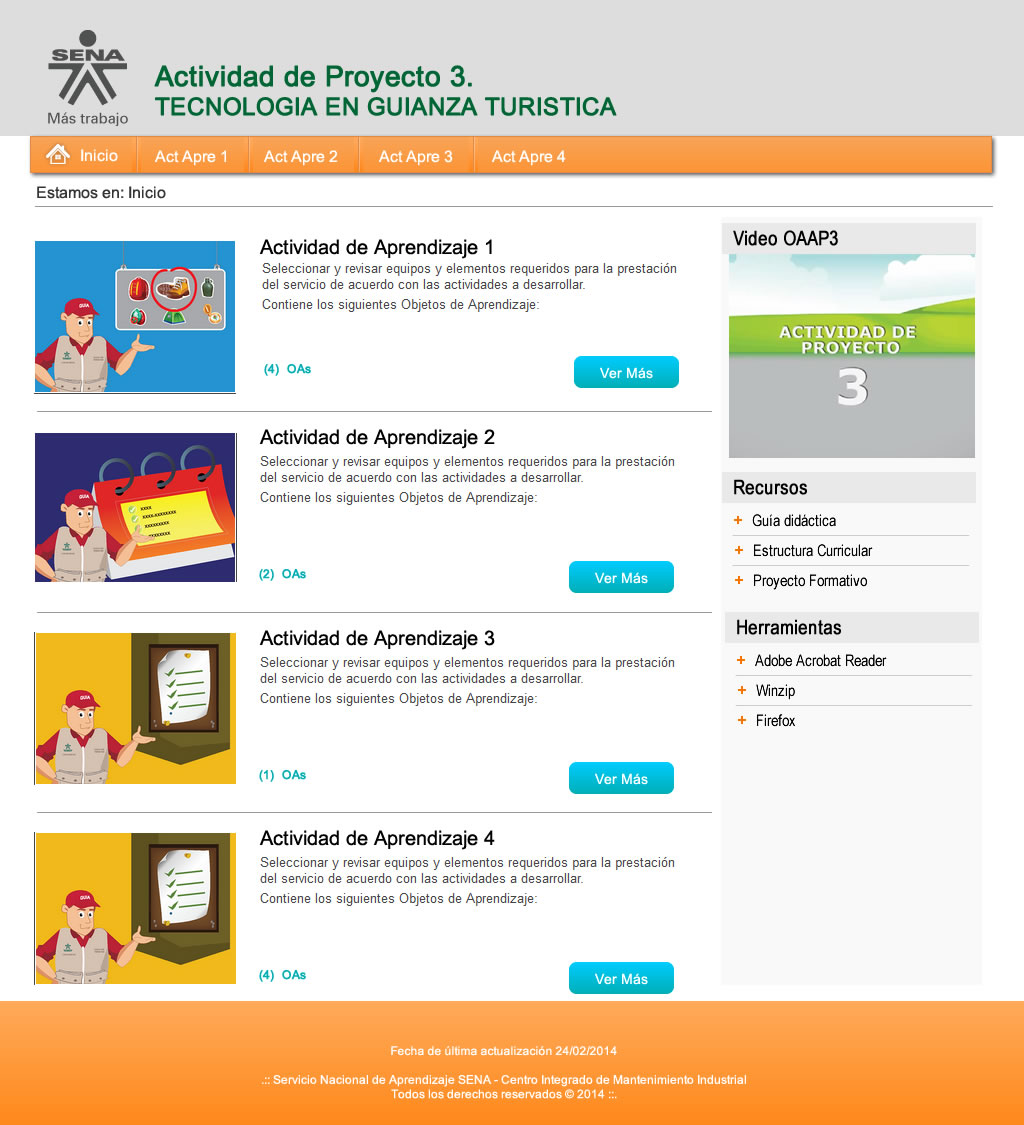 SENA
Más trabajo
Actividad de Proyecto 3.
TECNOLOGIA EN GUIANZA TURISTICA
Inicio
Act Apre 1
Act Apre 2
Act Apre 3
Act Apre 4
Estamos en: Inicio
GUIA
Actividad de Aprendizaje 1
Seleccionar y revisar equipos y elementos requeridos para la prestación
del servicio de acuerdo con las actividades a desarrollar.
Contiene los siguientes Objetos de Aprendizaje:
(4) OAs
Ver Más
GUIA
Actividad de Aprendizaje 2
Seleccionar y revisar equipos y elementos requeridos para la prestación
del servicio de acuerdo con las actividades a desarrollar.
Contiene los siguientes Objetos de Aprendizaje:
(2) OAs
Ver Más
GUIA
Actividad de Aprendizaje 3
Seleccionar y revisar equipos y elementos requeridos para la prestación
del servicio de acuerdo con las actividades a desarrollar.
Contiene los siguientes Objetos de Aprendizaje:
(1) OAs
Ver Más
GUIA
Actividad de Aprendizaje 4
Seleccionar y revisar equipos y elementos requeridos para la prestación
del servicio de acuerdo con las actividades a desarrollar.
Contiene los siguientes Objetos de Aprendizaje:
(4) OAs
Ver Más
Video OAAP3
ACTIVIDAD DE
PROYECTO
3
Recursos
+ Guía didáctica
+ Estructura Curricular
+ Proyecto Formativo
Herramientas
+ Adobe Acrobat Reader
+ Winzip
+ Firefox
Fecha de última actualización 24/02/2014
.:: Servicio Nacional de Aprendizaje SENA - Centro Integrado de Mantenimiento Industrial
Todos los derechos reservados © 2014 ::.